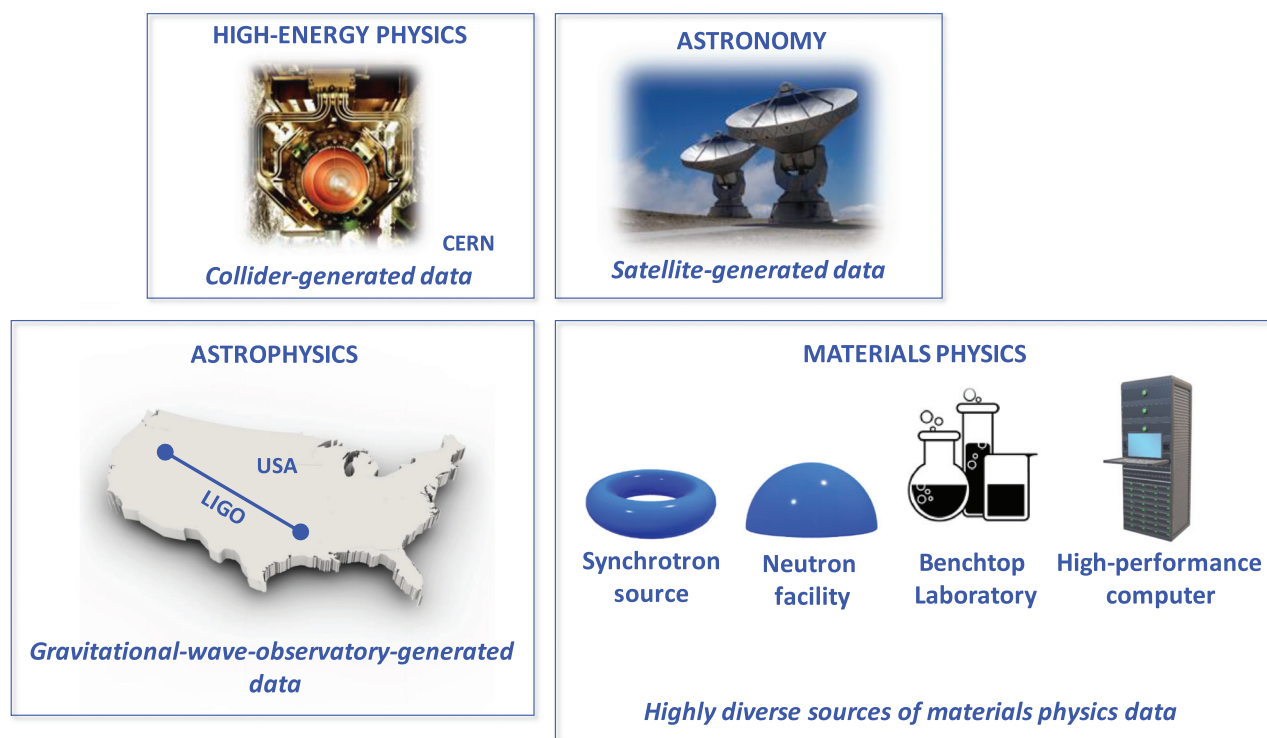 HIGH-ENERGY PHYSICS
CERN
Collider-generated data
ASTRONOMY
Satellite-generated data
ASTROPHYSICS
USA
LIGO
Gravitational-wave-observatory-generated
data
MATERIALS PHYSICS
Synchrotron
source
Neutron
facility
Benchtop
Laboratory
High-performance
computer
Highly diverse sources of materials physics data